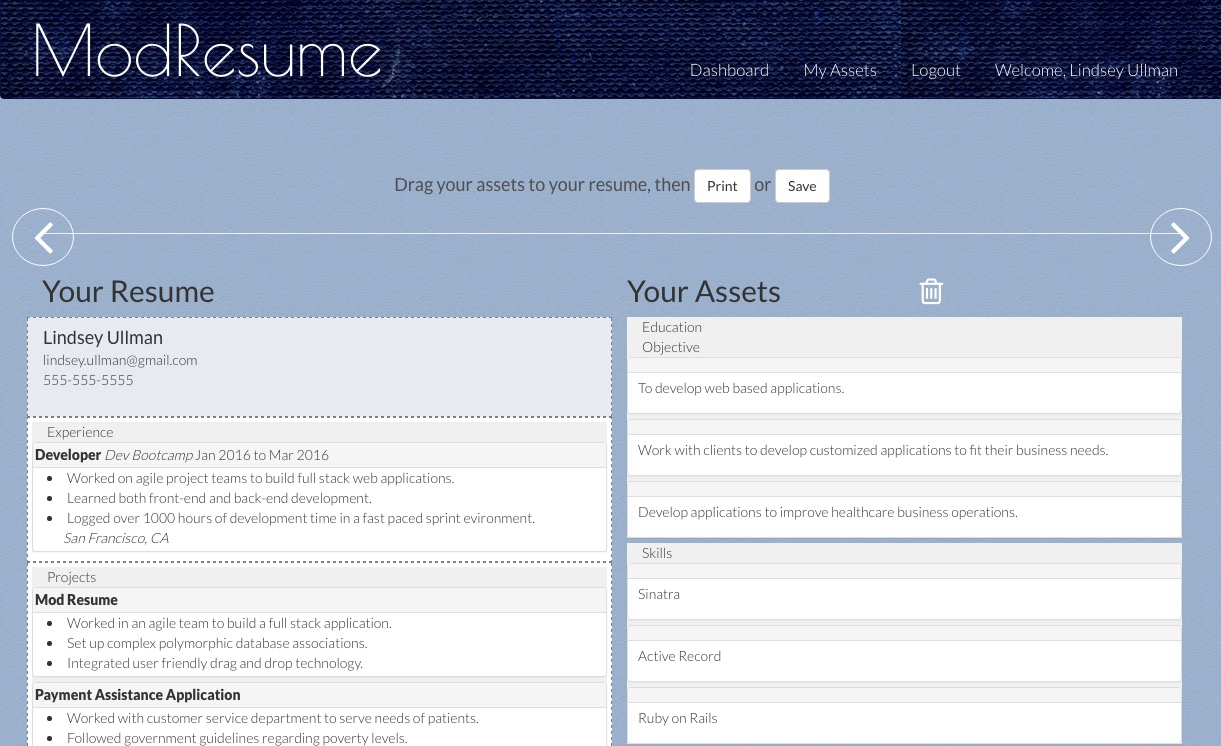 ModResume
Dashboard My Assets Logout Welcome, Lindsey Ullman
Drag your assets to your resume, then Print or Save
Your Resume
Lindsey Ullman
lindsey.ullman@gmail.com
555-555-5555
Experience
Developer Dev Bootcamp Jan 2016 to Mar 2016
• Worked on agile project teams to build full stack web applications.
• Learned both front-end and back-end development.
• Logged over 1000 hours of development time in a fast paced sprint evironment.
San Francisco, CA
Projects
Mod Resume
• Worked in an agile team to build a full stack application.
• Set up complex polymorphic database associations.
• Integrated user friendly drag and drop technology.
Payment Assistance Application
• Worked with customer service department to serve needs of patients.
• Followed government guidelines regarding poverty levels.
Your Assets
Education
Objective
To develop web based applications.
Work with clients to develop customized applications to fit their business needs.
Develop applications to improve healthcare business operations.
Skills
Sinatra
Active Record
Ruby on Rails